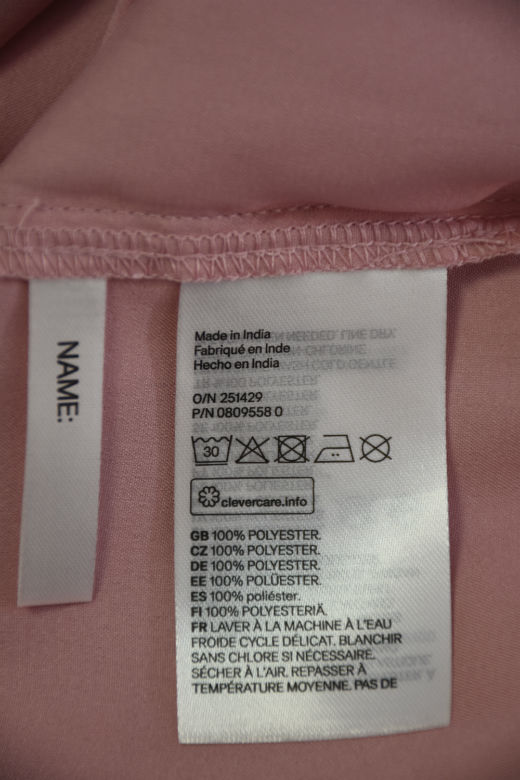 NAME:
Made in India
Fabriqué en Inde
Hecho en India
O/N 251429
P/N 0809558 0
30
clevercare.info
GB 100% POLYESTER.
CZ 100% POLYESTER.
DE 100% POLYESTER.
EE 100% POLÜESTER.
ES 100% poliéster.
FI 100% POLYESTERIÄ.
FR LAVER À LA MACHINE À L'EAU
FROIDE CYCLE DÉLICAT. BLANCHIR
SANS CHLORE SI NÉCESSAIRE.
SÉCHER À L'AIR. REPASSER À
TEMPÉRATURE MOYENNE. PAS DE